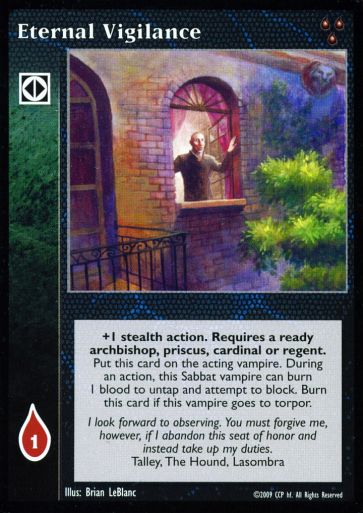 Eternal Vigilance
+1 stealth action. Requires a ready
archbishop, priscus, cardinal or regent.
Put this card on the acting vampire. During
an action, this Sabbat vampire can burn
1 blood to untap and attempt to block. Burn
this card if this vampire goes to torpor.
I look forward to observing. You must forgive me,
however, if I abandon this seat of honor and
instead take up my duties.
Talley, The Hound, Lasombra
1
Illus: Brian LeBlanc
©2009 CCP hf. All Rights Reserved